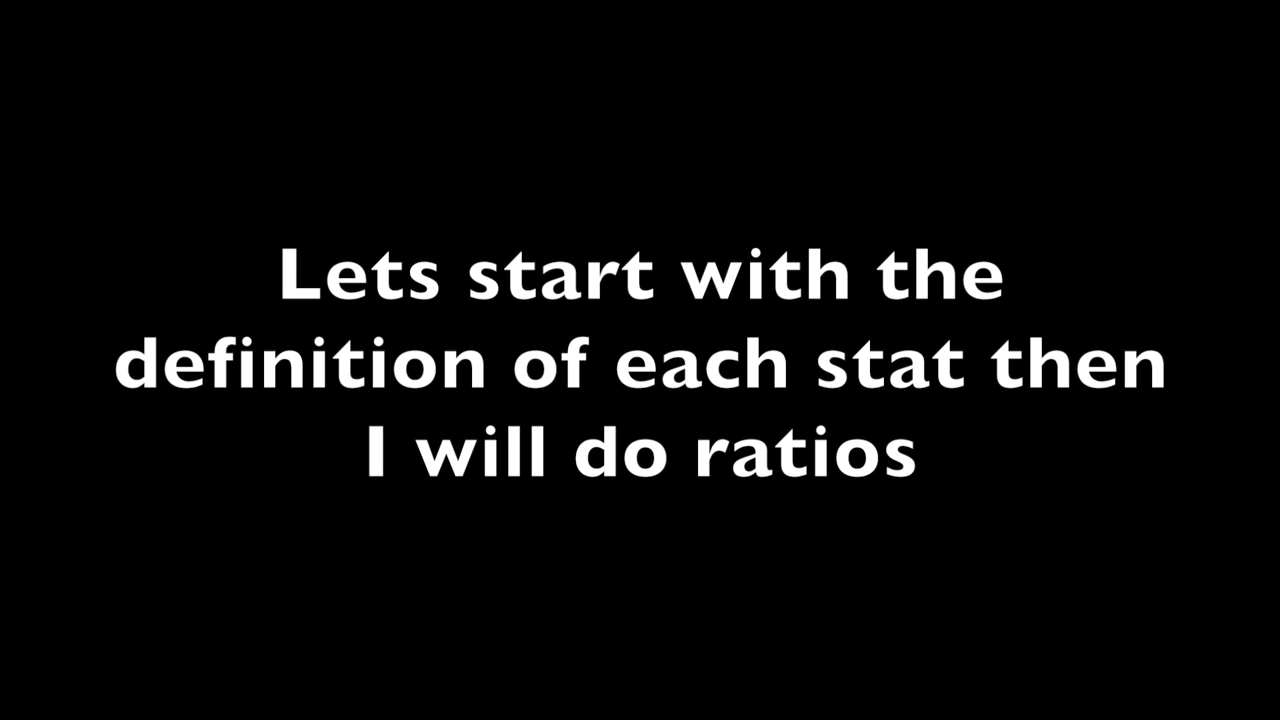 Lets start with the
definition of each stat then
I will do ratios